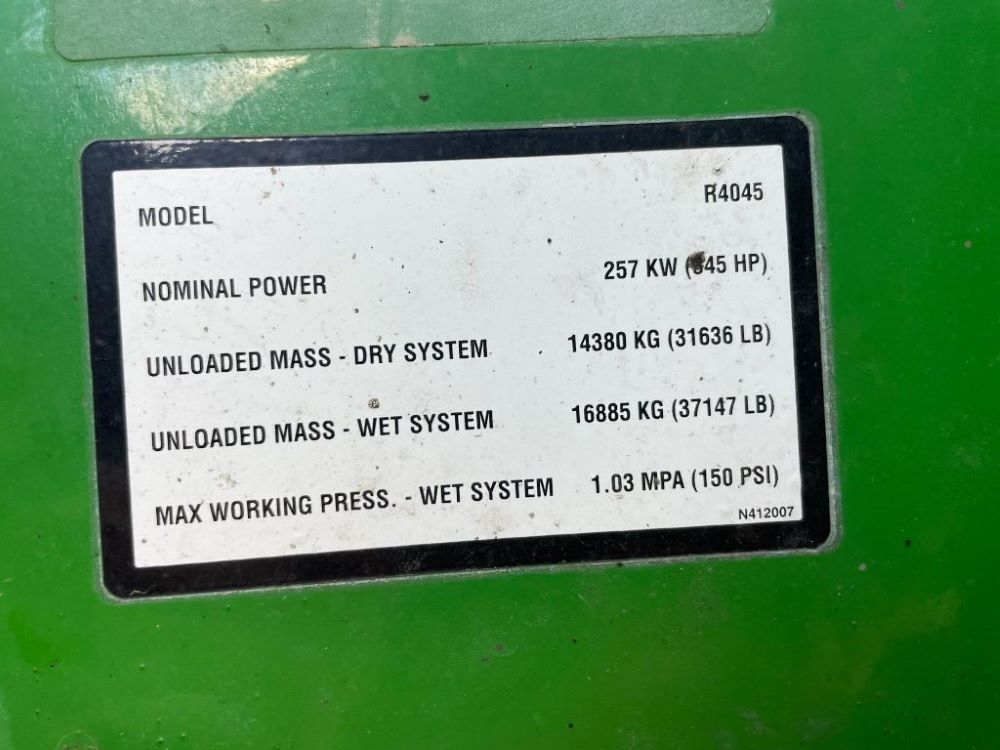 MODEL R4045
NOMINAL POWER 257 KW (345 HP)
UNLOADED MASS - DRY SYSTEM 14380 KG (31636 LB)
UNLOADED MASS - WET SYSTEM 16885 KG (37147 LB)
MAX WORKING PRESS. - WET SYSTEM 1.03 MPA (150 PSI)
N412007